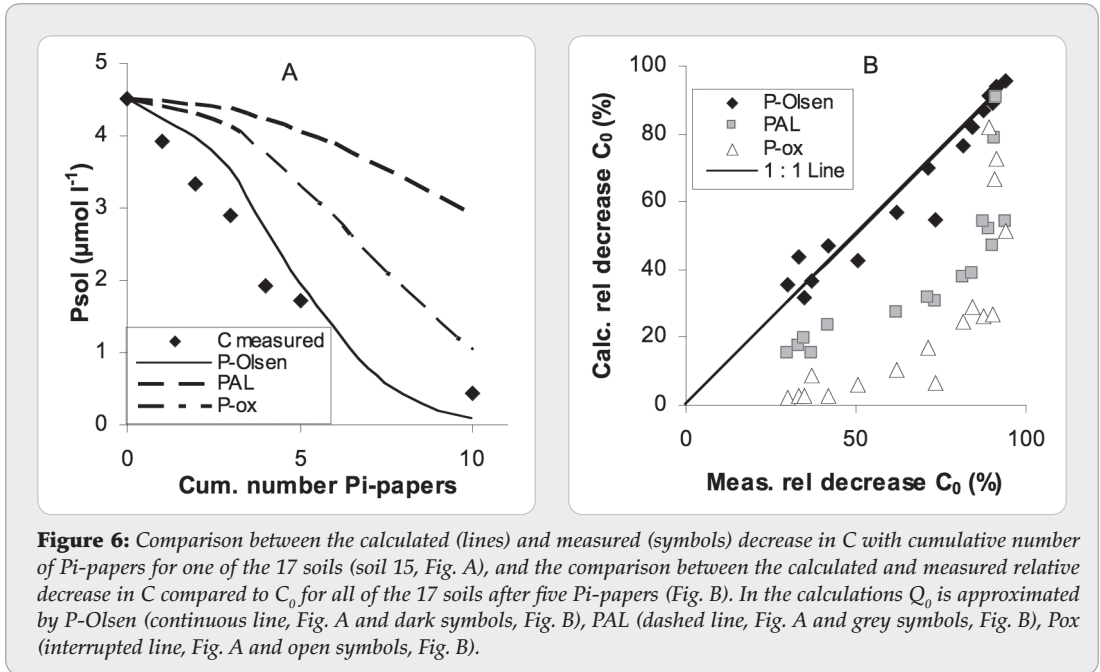 A
5
4
3
2
1
0
Psol (µmol l⁻¹)
C measured
P-Olsen
PAL
P-ox
0 5 10
Cum. number Pi-papers
B
100
80
60
40
20
0
Calc. rel decrease C₀ (%)
P-Olsen
PAL
P-ox
1 : 1 Line
0 50 100
Meas. rel decrease C₀ (%)
Figure 6: Comparison between the calculated (lines) and measured (symbols) decrease in C with cumulative number
of Pi-papers for one of the 17 soils (soil 15, Fig. A), and the comparison between the calculated and measured relative
decrease in C compared to C₀ for all of the 17 soils after five Pi-papers (Fig. B). In the calculations Q₀ is approximated
by P-Olsen (continuous line, Fig. A and dark symbols, Fig. B), PAL (dashed line, Fig. A and grey symbols, Fig. B), Pox
(interrupted line, Fig. A and open symbols, Fig. B).